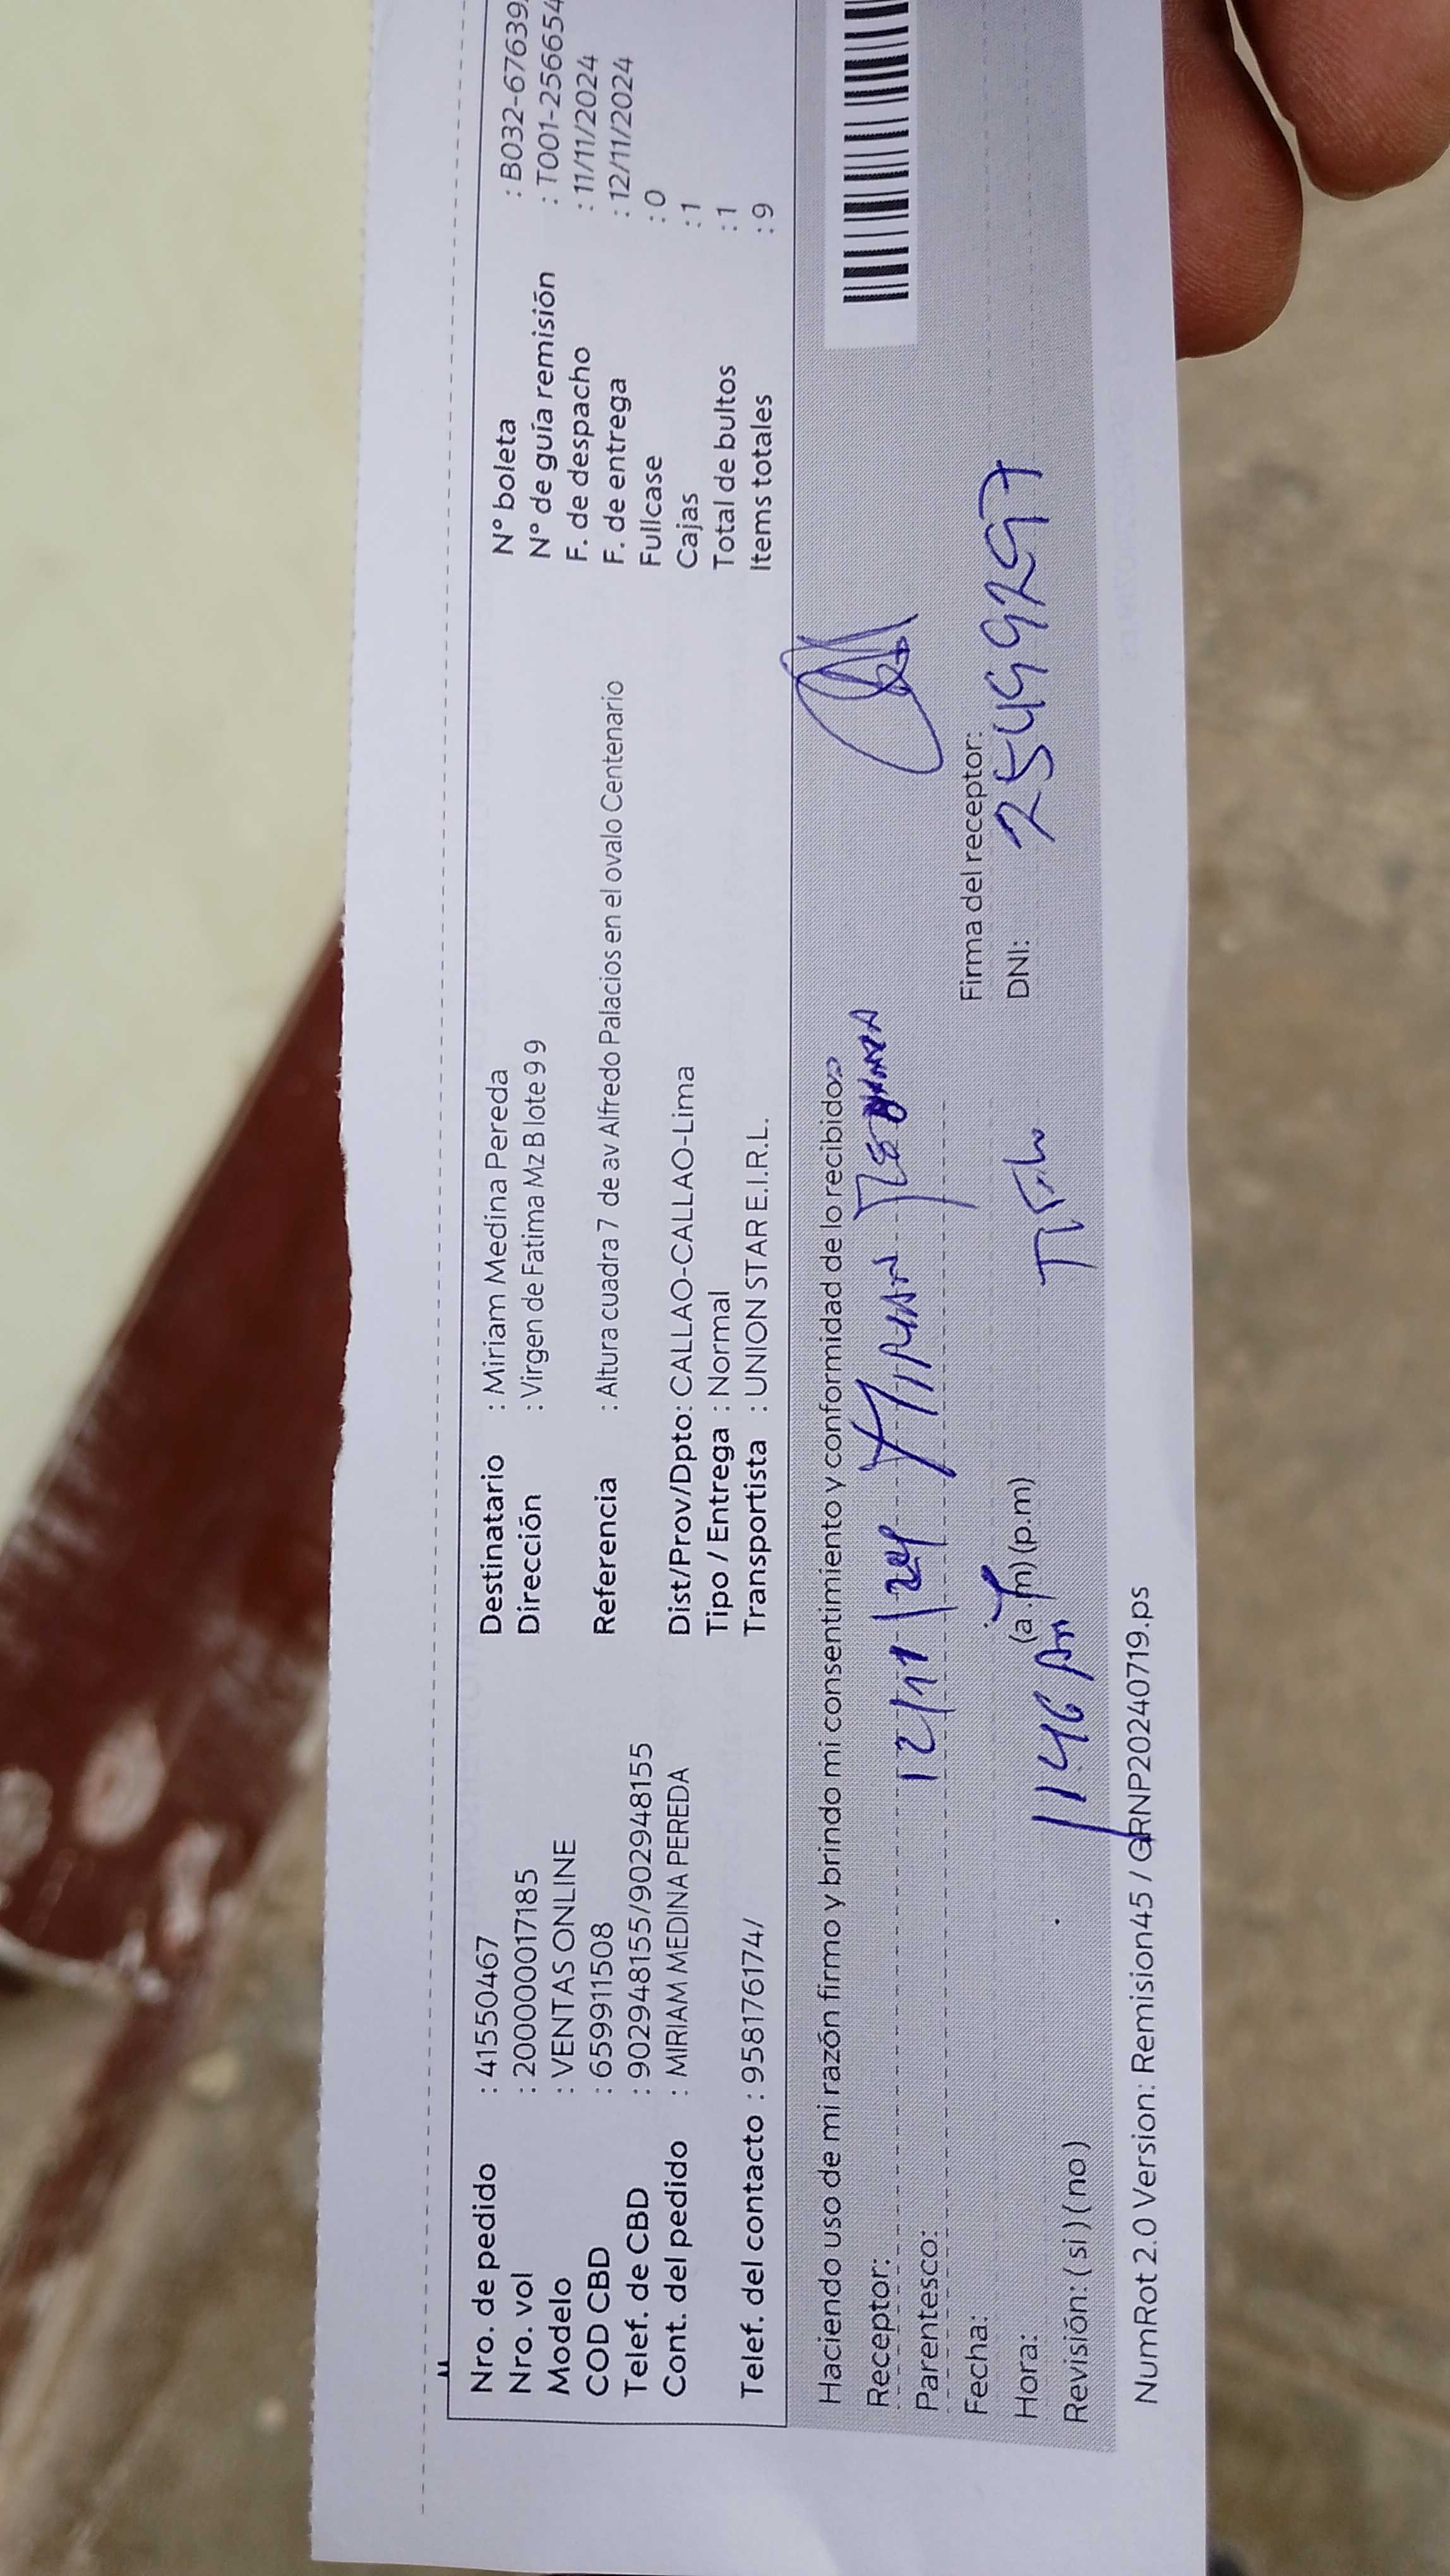 Nro. de pedido : 41550467 Destinatario : Miriam Medina Pereda N° boleta : B032-67639
Nro. vol : 2000000017185 Dirección : Virgen de Fatima Mz B lote 9 9 N° de guía remisión : T001-256654
Modelo : VENTAS ONLINE F. de despacho : 11/11/2024
COD CBD : 659911508 Referencia : Altura cuadra 7 de av Alfredo Palacios en el ovalo Centenario F. de entrega : 12/11/2024
Telef. de CBD : 902948155/902948155 Fullcase : 0
Cont. del pedido : MIRIAM MEDINA PEREDA Dist/Prov/Dpto: CALLAO-CALLAO-Lima Cajas : 1
Tipo / Entrega : Normal Total de bultos : 1
Telef. del contacto : 958176174/ Transportista : UNION STAR E.I.R.L. Items totales : 9
Haciendo uso de mi razón firmo y brindo mi consentimiento y conformidad de lo recibido
Receptor:
Parentesco: 12/11/24
Fecha: Firma del receptor:
Hora: 1146 Am (a.m) (p.m) DNI: 25499297
Revisión: ( si ) ( no )
NumRot 2.0 Version: Remision45 / GRNP20240719.ps